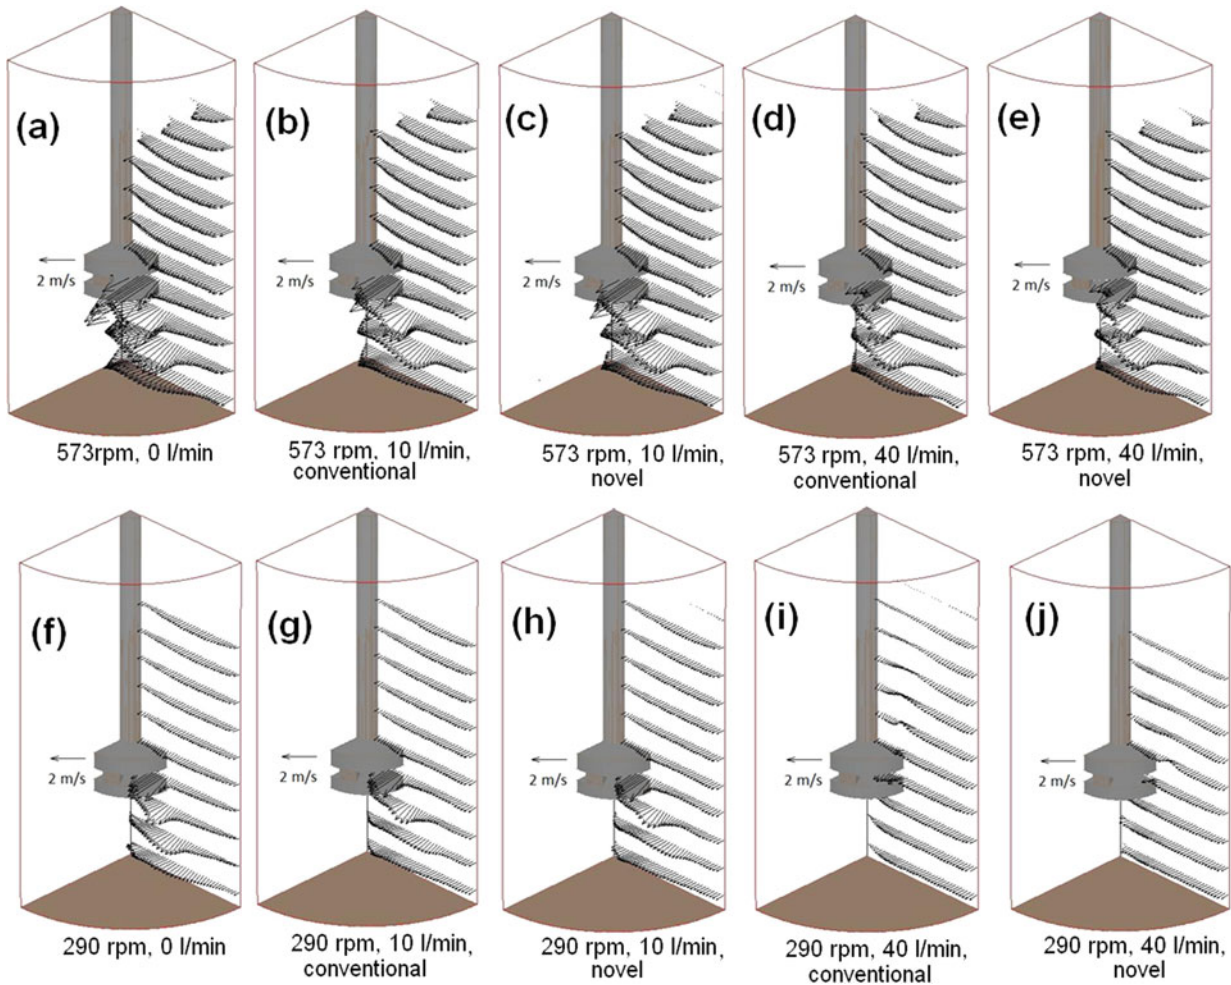 (a)
(b)
(c)
(d)
(e)
2 m/s
2 m/s
2 m/s
2 m/s
2 m/s
573rpm, 0 l/min
573 rpm, 10 l/min,
conventional
573 rpm, 10 l/min,
novel
573 rpm, 40 l/min,
conventional
573 rpm, 40 l/min,
novel
(f)
(g)
(h)
(i)
(j)
2 m/s
2 m/s
2 m/s
2 m/s
2 m/s
290 rpm, 0 l/min
290 rpm, 10 l/min,
conventional
290 rpm, 10 l/min,
novel
290 rpm, 40 l/min,
conventional
290 rpm, 40 l/min,
novel